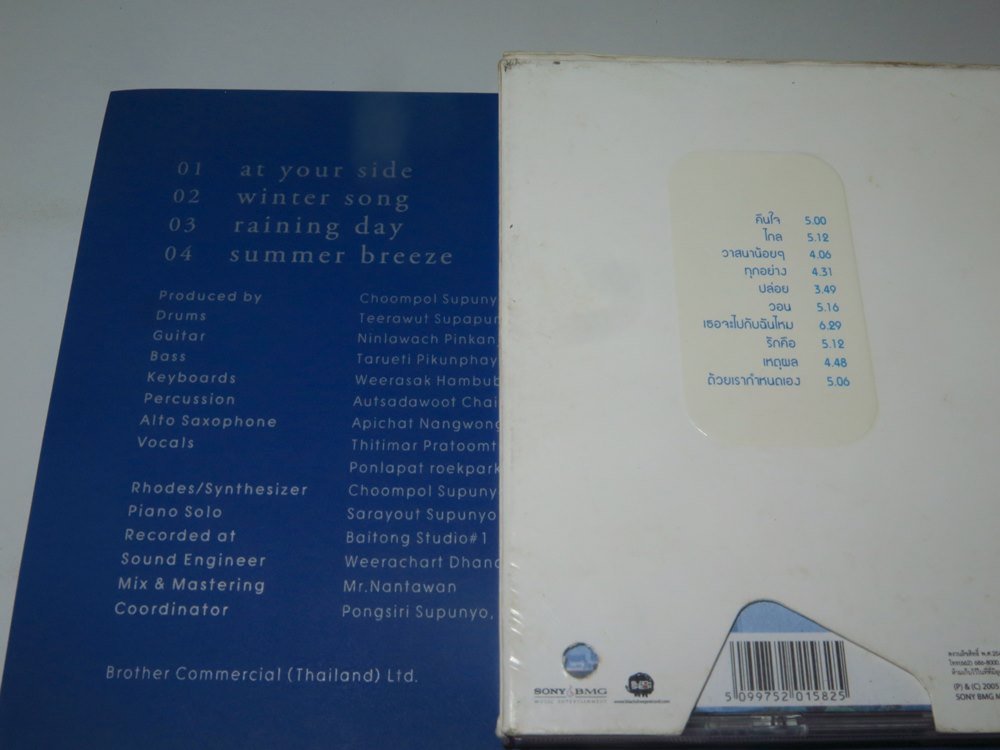 01 at your side
02 winter song
03 raining day
04 summer breeze
Produced by Choompol Supuny
Drums Teerawut Supapun
Guitar Ninlawach Pinkan
Bass Tarueti Pikunphay
Keyboards Weerasak Hambub
Percussion Autsadawoot Chai
Alto Saxophone Apichat Nangwong
Vocals Thitimar Pratoomt
Ponlapat roekpark
Rhodes/Synthesizer Choompol Supuny
Piano Solo Sarayout Supunyo
Recorded at Baitong Studio#1
Sound Engineer Weerachart Dhano
Mix & Mastering Mr.Nantawan
Coordinator Pongsiri Supunyo,
Brother Commercial (Thailand) Ltd.
คืนใจ 5.00
ไกล 5.12
วาสนาน้อยๆ 4.06
ทุกอย่าง 4.31
ปล่อย 3.49
วอน 5.16
เธอจะไปกับฉันไหม 6.29
รักคือ 5.12
เหตุผล 4.48
ด้วยเรากำหนดเอง 5.06
SONY BMG
MUSIC ENTERTAINMENT
5 099752 015825
(P) & (C) 2005
SONY BMG M